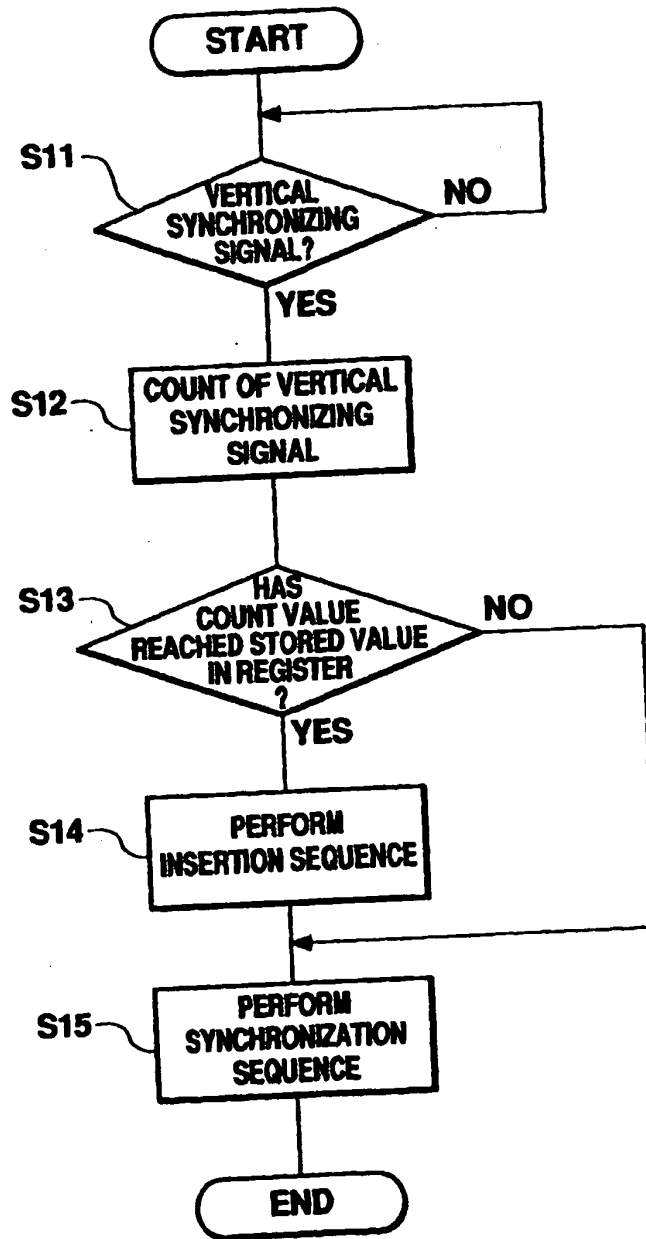 START
S11
VERTICAL
SYNCHRONIZING
SIGNAL?
NO
YES
S12
COUNT OF VERTICAL
SYNCHRONIZING
SIGNAL
S13
HAS
COUNT VALUE
REACHED STORED VALUE
IN REGISTER
?
NO
YES
S14
PERFORM
INSERTION SEQUENCE
S15
PERFORM
SYNCHRONIZATION
SEQUENCE
END